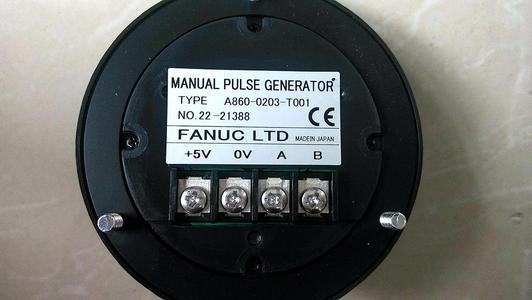 MANUAL PULSE GENERATOR
TYPE A860-0203-T001
NO.22-21388 CE
FANUC LTD MADE IN JAPAN
+5V 0V A B